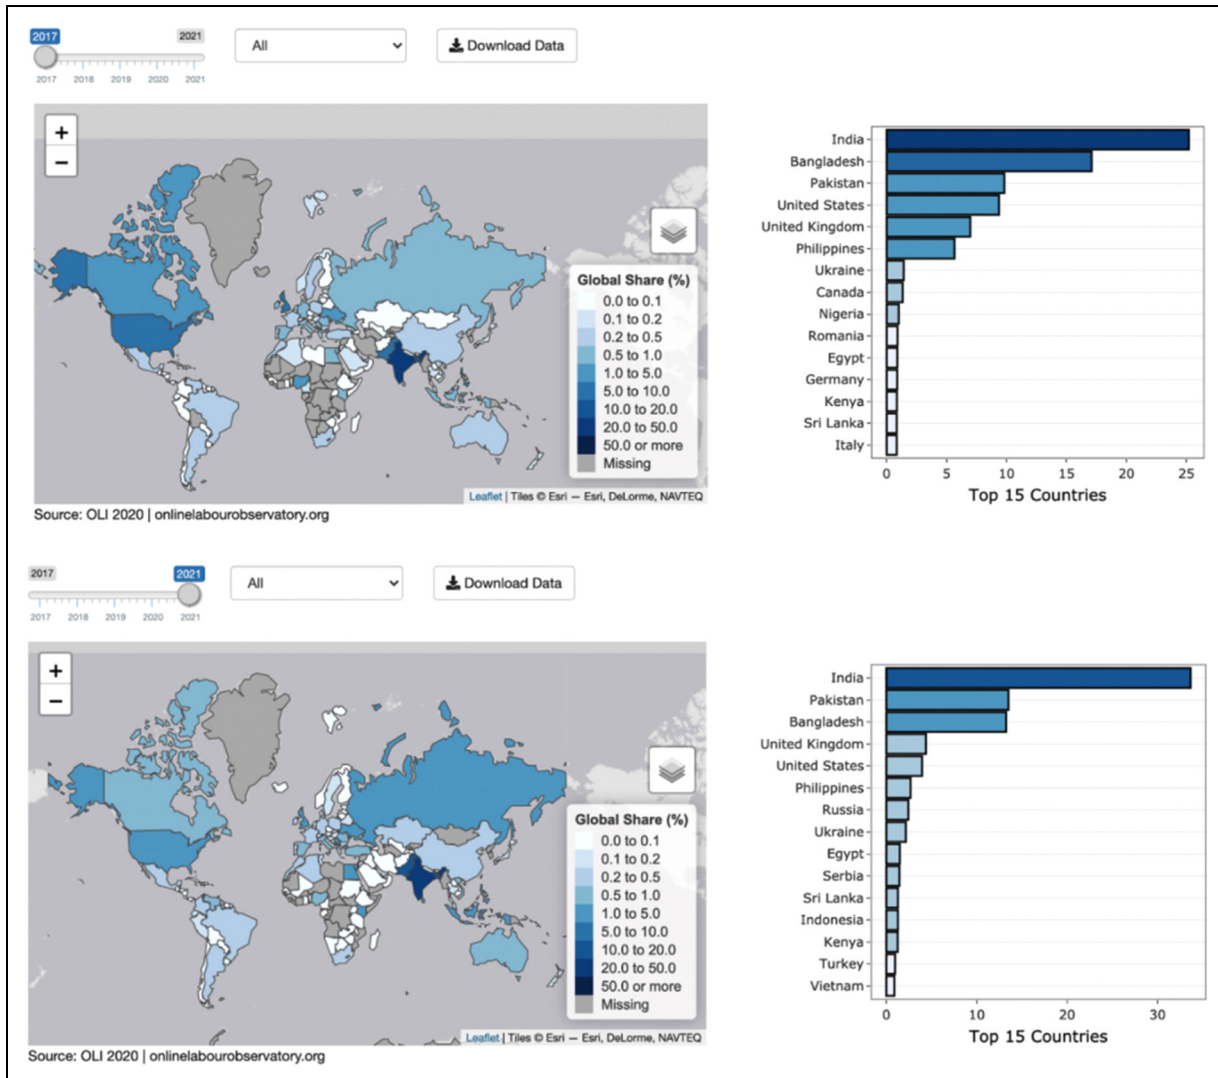 2017
2021
2017 2018 2019 2020 2021
All
Download Data
+
−
Global Share (%)
0.0 to 0.1
0.1 to 0.2
0.2 to 0.5
0.5 to 1.0
1.0 to 5.0
5.0 to 10.0
10.0 to 20.0
20.0 to 50.0
50.0 or more
Missing
Leaflet | Tiles © Esri — Esri, DeLorme, NAVTEQ
Source: OLI 2020 | onlinelabourobservatory.org
India
Bangladesh
Pakistan
United States
United Kingdom
Philippines
Ukraine
Canada
Nigeria
Romania
Egypt
Germany
Kenya
Sri Lanka
Italy
0 5 10 15 20 25
Top 15 Countries
2017
2021
2017 2018 2019 2020 2021
All
Download Data
+
−
Global Share (%)
0.0 to 0.1
0.1 to 0.2
0.2 to 0.5
0.5 to 1.0
1.0 to 5.0
5.0 to 10.0
10.0 to 20.0
20.0 to 50.0
50.0 or more
Missing
Leaflet | Tiles © Esri — Esri, DeLorme, NAVTEQ
Source: OLI 2020 | onlinelabourobservatory.org
India
Pakistan
Bangladesh
United Kingdom
United States
Philippines
Russia
Ukraine
Egypt
Serbia
Sri Lanka
Indonesia
Kenya
Turkey
Vietnam
0 10 20 30
Top 15 Countries